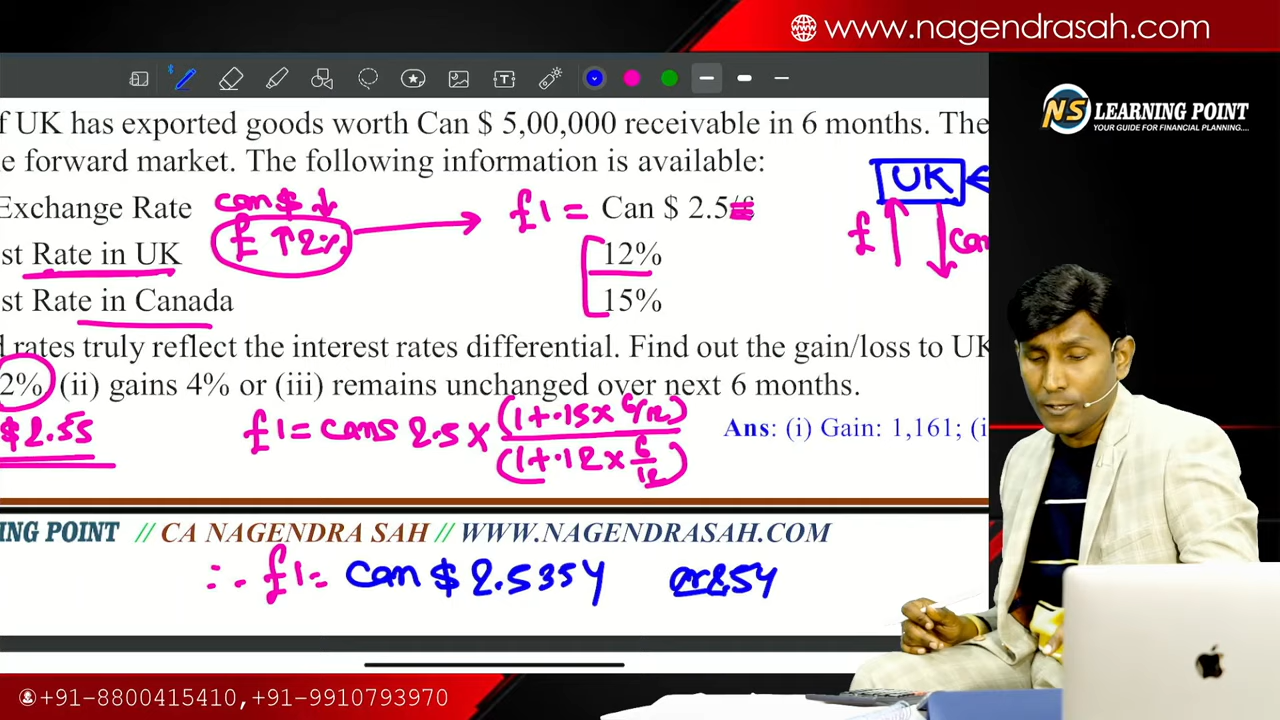 www.nagendrasah.com
NS LEARNING POINT
YOUR GUIDE FOR FINANCIAL PLANNING....
f UK has exported goods worth Can $ 5,00,000 receivable in 6 months. The
e forward market. The following information is available:
UK
Exchange Rate can $ ↓ £1 = Can $ 2.5/£
£ ↑ 2%
£ can
st Rate in UK 12%
st Rate in Canada 15%
d rates truly reflect the interest rates differential. Find out the gain/loss to UK
2% (ii) gains 4% or (iii) remains unchanged over next 6 months.
$2.55 £1 = can$ 2.5 × (1+.15 × 6/12) / (1+.12 × 6/12)
Ans: (i) Gain: 1,161; (i
NG POINT // CA NAGENDRA SAH // WWW.NAGENDRASAH.COM
∴ £1 = can $ 2.5354 or 2.54
+91-8800415410,+91-9910793970